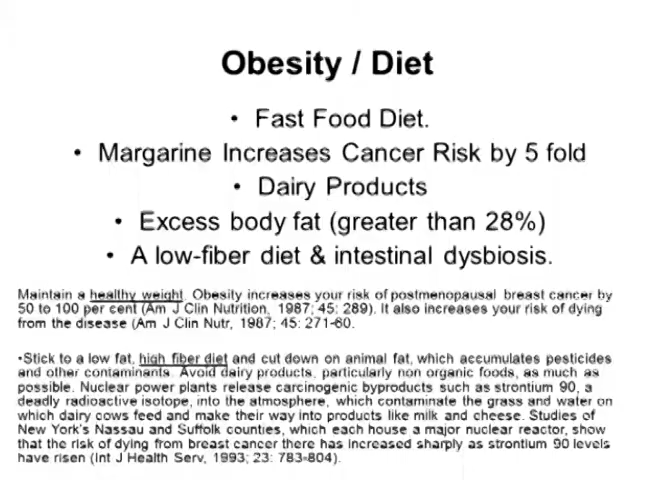 Obesity / Diet
• Fast Food Diet.
• Margarine Increases Cancer Risk by 5 fold
• Dairy Products
• Excess body fat (greater than 28%)
• A low-fiber diet & intestinal dysbiosis.
Maintain a healthy weight. Obesity increases your risk of postmenopausal breast cancer by
50 to 100 per cent (Am J Clin Nutrition, 1987; 45: 289). It also increases your risk of dying
from the disease (Am J Clin Nutr, 1987; 45: 271-60.
•Stick to a low fat, high fiber diet and cut down on animal fat, which accumulates pesticides
and other contaminants. Avoid dairy products, particularly non organic foods, as much as
possible. Nuclear power plants release carcinogenic byproducts such as strontium 90, a
deadly radioactive isotope, into the atmosphere, which contaminate the grass and water on
which dairy cows feed and make their way into products like milk and cheese. Studies of
New York's Nassau and Suffolk counties, which each house a major nuclear reactor, show
that the risk of dying from breast cancer there has increased sharply as strontium 90 levels
have risen (Int J Health Serv, 1993; 23: 783-804).